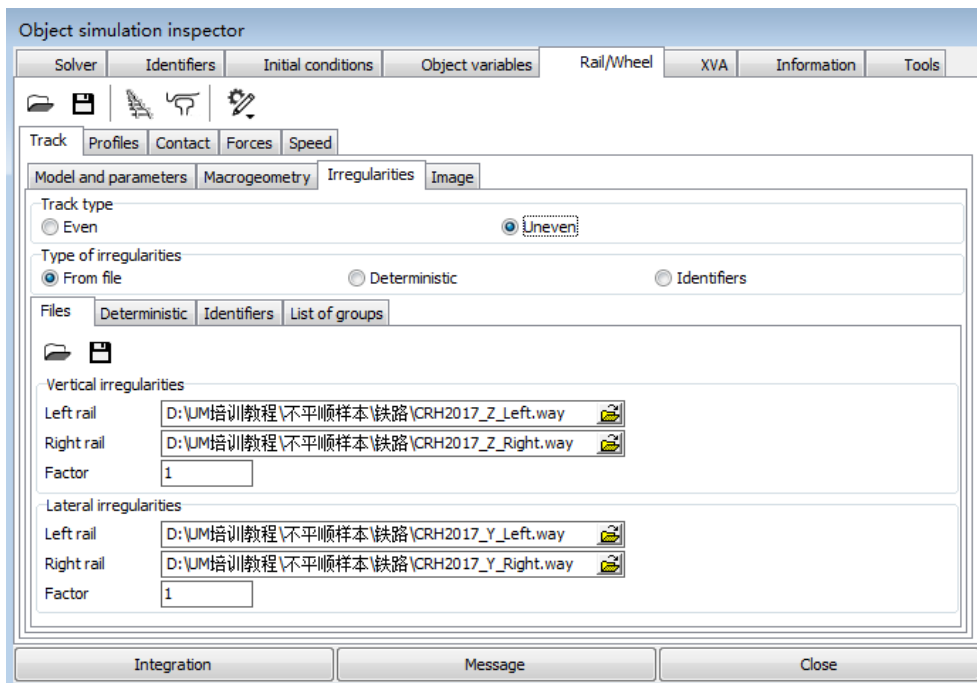 Object simulation inspector
Solver Identifiers Initial conditions Object variables Rail/Wheel XVA Information Tools
Track Profiles Contact Forces Speed
Model and parameters Macrogeometry Irregularities Image
Track type
Even Uneven
Type of irregularities
From file Deterministic Identifiers
Files Deterministic Identifiers List of groups
Vertical irregularities
Left rail D:\UM培训教程\不平顺样本\铁路\CRH2017_Z_Left.way
Right rail D:\UM培训教程\不平顺样本\铁路\CRH2017_Z_Right.way
Factor 1
Lateral irregularities
Left rail D:\UM培训教程\不平顺样本\铁路\CRH2017_Y_Left.way
Right rail D:\UM培训教程\不平顺样本\铁路\CRH2017_Y_Right.way
Factor 1
Integration Message Close